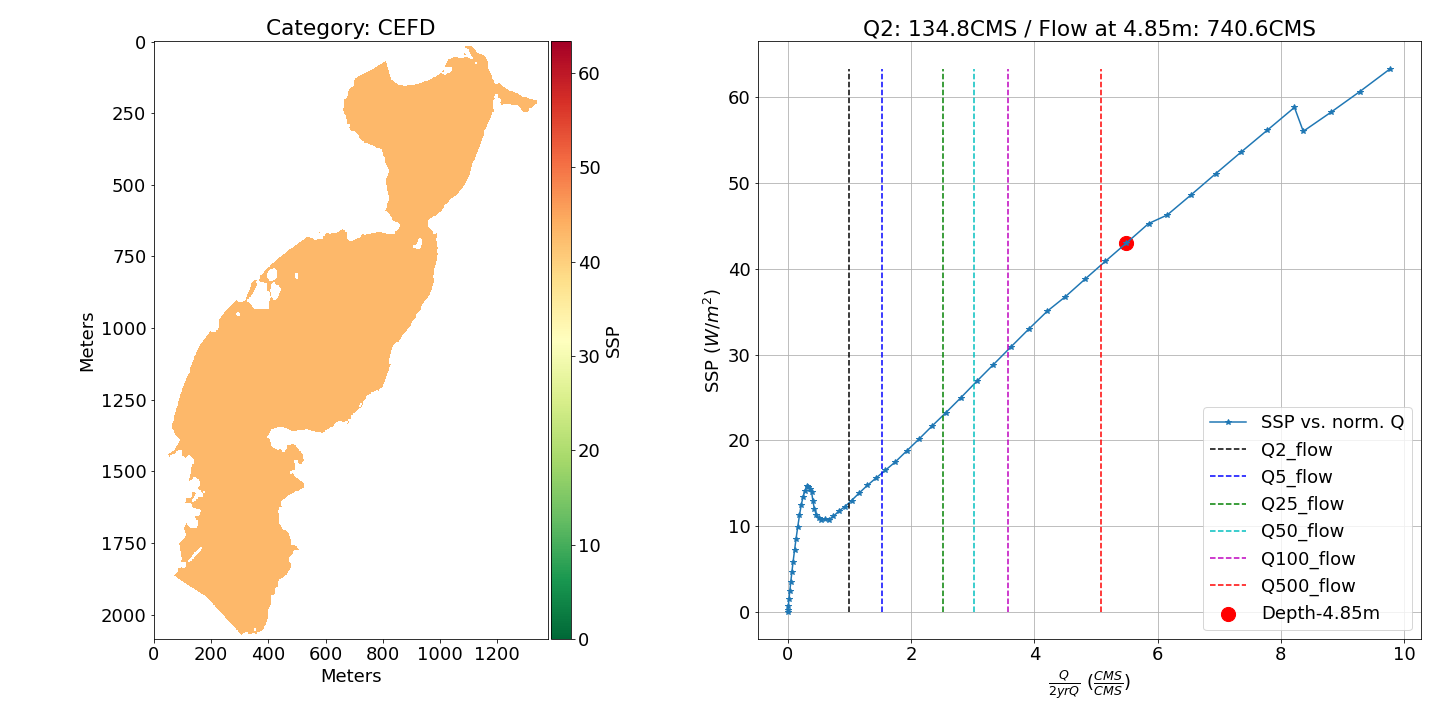 Category: CEFD
0
250
500
750
1000
1250
1500
1750
2000
Meters
0 200 400 600 800 1000 1200
Meters
60
50
40
30
20
10
0
SSP
Q2: 134.8CMS / Flow at 4.85m: 740.6CMS
60
50
40
30
20
10
0
SSP (W/m²)
0 2 4 6 8 10
Q/2yrQ (CMS/CMS)
SSP vs. norm. Q
Q2_flow
Q5_flow
Q25_flow
Q50_flow
Q100_flow
Q500_flow
Depth-4.85m